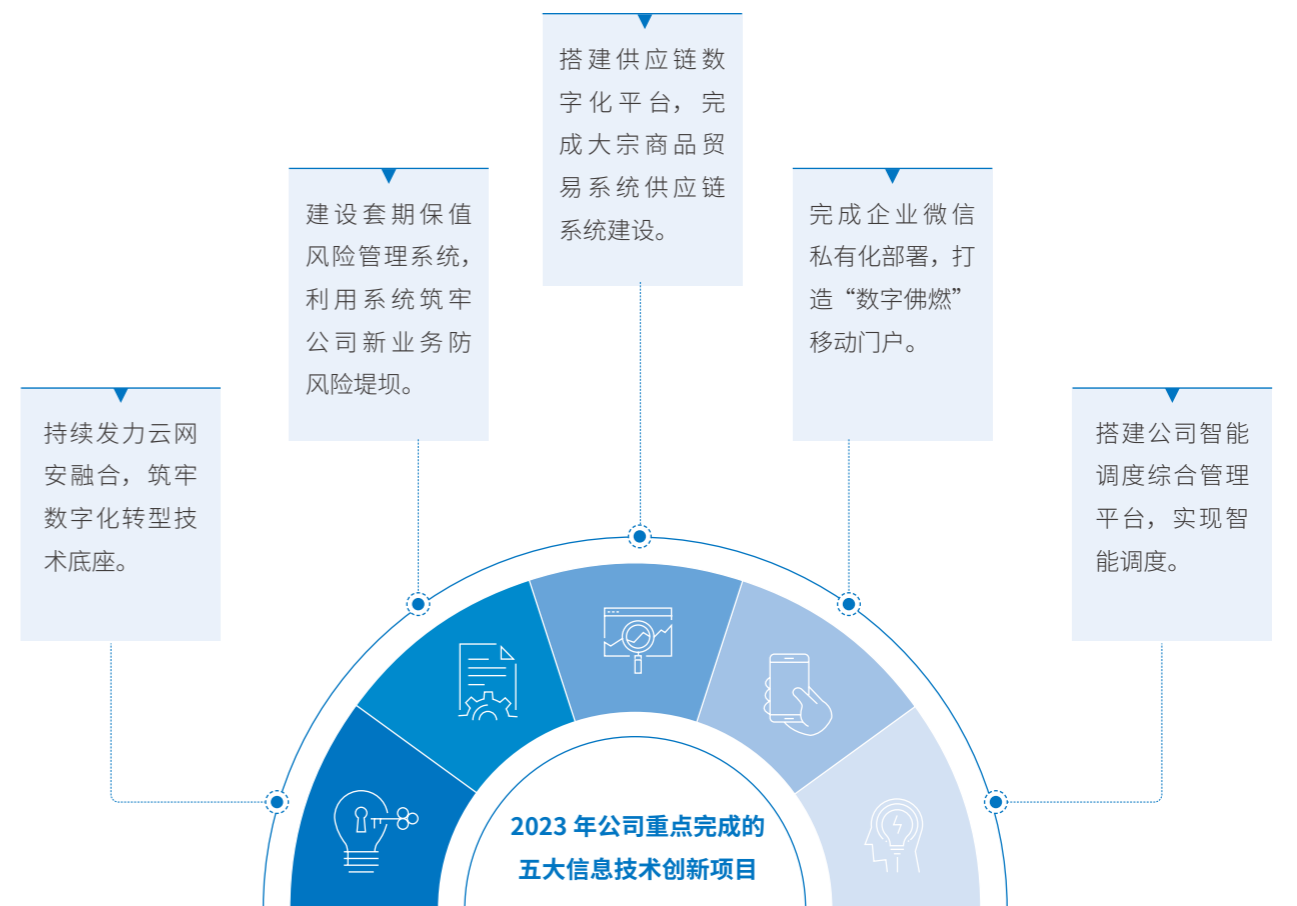 搭建供应链数
字化平台，完
成大宗商品贸
易系统供应链
系统建设。
建设套期保值
风险管理系统，
利用系统筑牢
公司新业务防
风险堤坝。
完成企业微信
私有化部署，打
造“数字佛燃”
移动门户。
持续发力云网
安融合，筑牢
数字化转型技
术底座。
搭建公司智能
调度综合管理
平台，实现智
能调度。
2023 年公司重点完成的
五大信息技术创新项目